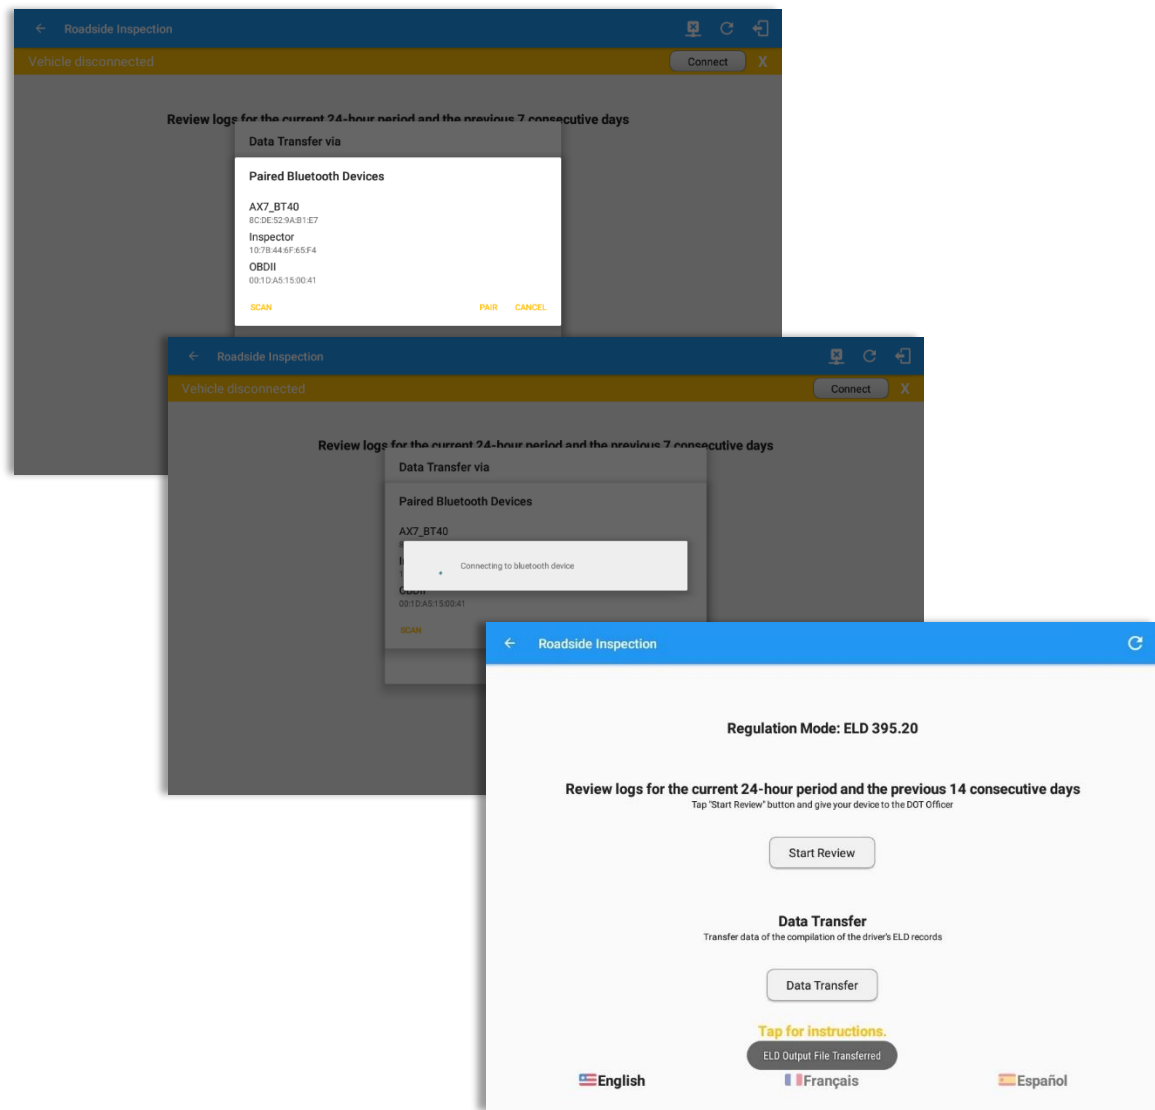 Roadside Inspection
Vehicle disconnected
Connect X
Review logs for the current 24-hour period and the previous 7 consecutive days
Data Transfer via
Paired Bluetooth Devices
AX7_BT40
8C:DE:52:9A:B1:E7
Inspector
10:7B:44:6F:65:F4
OBDII
00:1D:A5:15:00:41
SCAN PAIR CANCEL
Roadside Inspection
Vehicle disconnected
Connect X
Review logs for the current 24-hour period and the previous 7 consecutive days
Data Transfer via
Paired Bluetooth Devices
AX7_BT40
Connecting to bluetooth device
OBDII
00:1D:A5:15:00:41
SCAN
Roadside Inspection
Regulation Mode: ELD 395.20
Review logs for the current 24-hour period and the previous 14 consecutive days
Tap "Start Review" button and give your device to the DOT Officer
Start Review
Data Transfer
Transfer data of the compilation of the driver's ELD records
Data Transfer
Tap for instructions.
ELD Output File Transferred
English Français Español